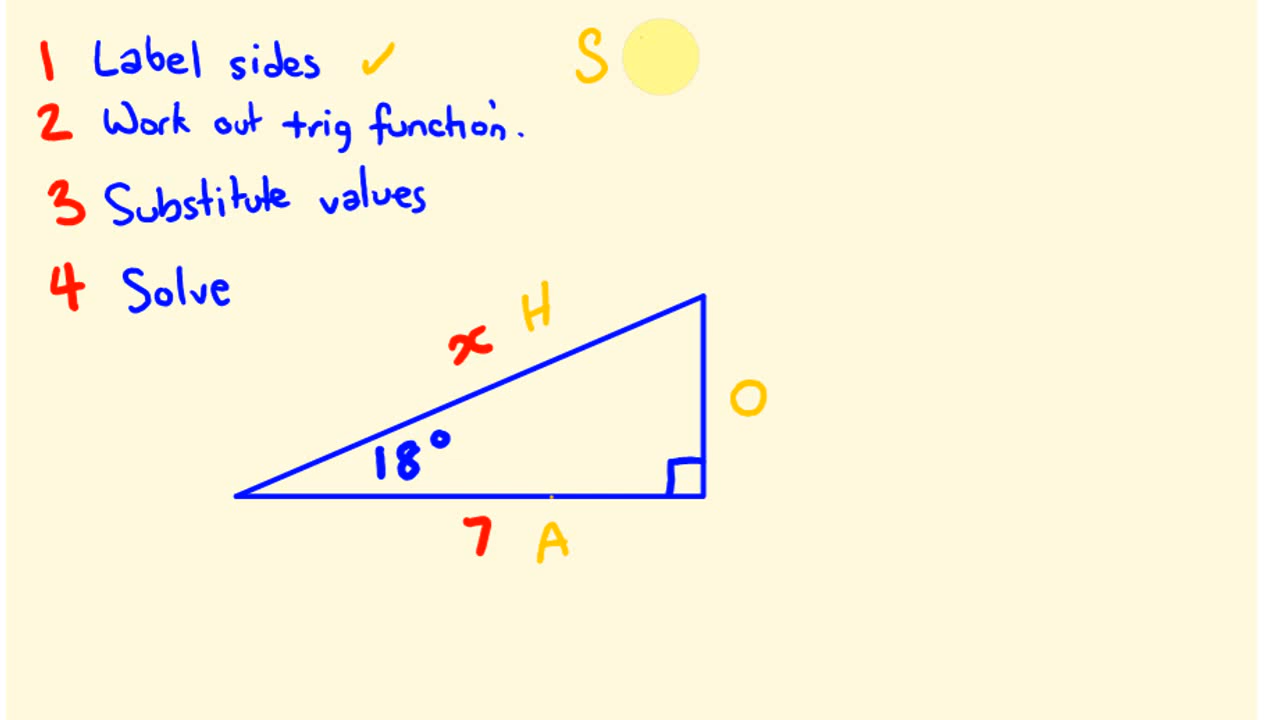 1 Label sides ✓
S
2 Work out trig function.
3 Substitute values
4 Solve
x H
O
18°
7 A